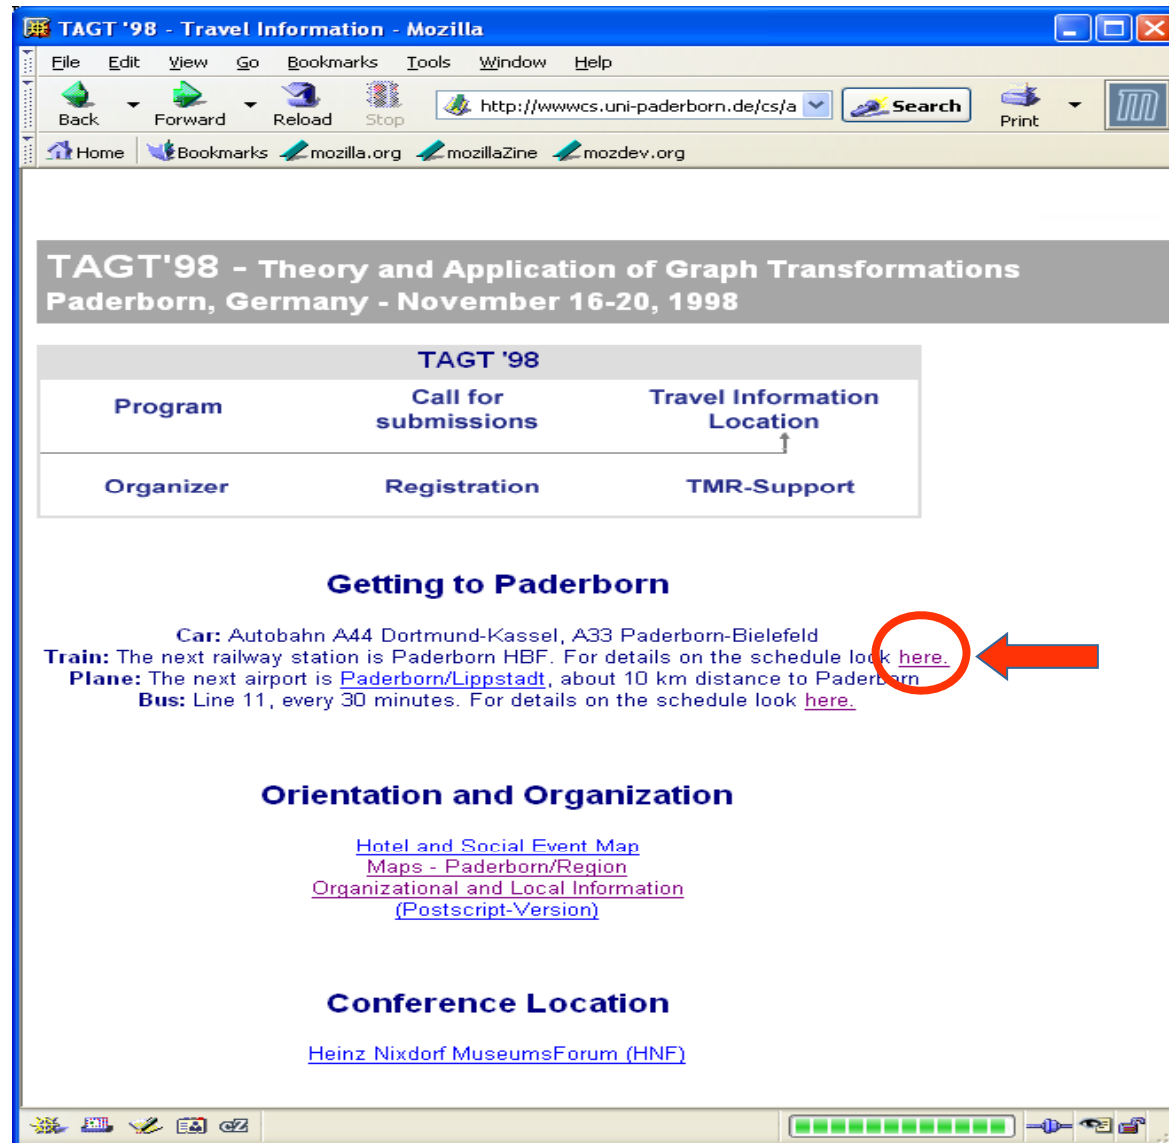 TAGT '98 - Travel Information - Mozilla
File Edit View Go Bookmarks Tools Window Help
http://wwwcs.uni-paderborn.de/cs/a Search
Back Forward Reload Stop Print
Home Bookmarks mozilla.org mozillaZine mozdev.org
TAGT'98 - Theory and Application of Graph Transformations
Paderborn, Germany - November 16-20, 1998
TAGT '98
Program Call for submissions Travel Information Location
Organizer Registration TMR-Support
Getting to Paderborn
Car: Autobahn A44 Dortmund-Kassel, A33 Paderborn-Bielefeld
Train: The next railway station is Paderborn HBF. For details on the schedule look here.
Plane: The next airport is Paderborn/Lippstadt, about 10 km distance to Paderborn
Bus: Line 11, every 30 minutes. For details on the schedule look here.
Orientation and Organization
Hotel and Social Event Map
Maps - Paderborn/Region
Organizational and Local Information
(Postscript-Version)
Conference Location
Heinz Nixdorf MuseumsForum (HNF)